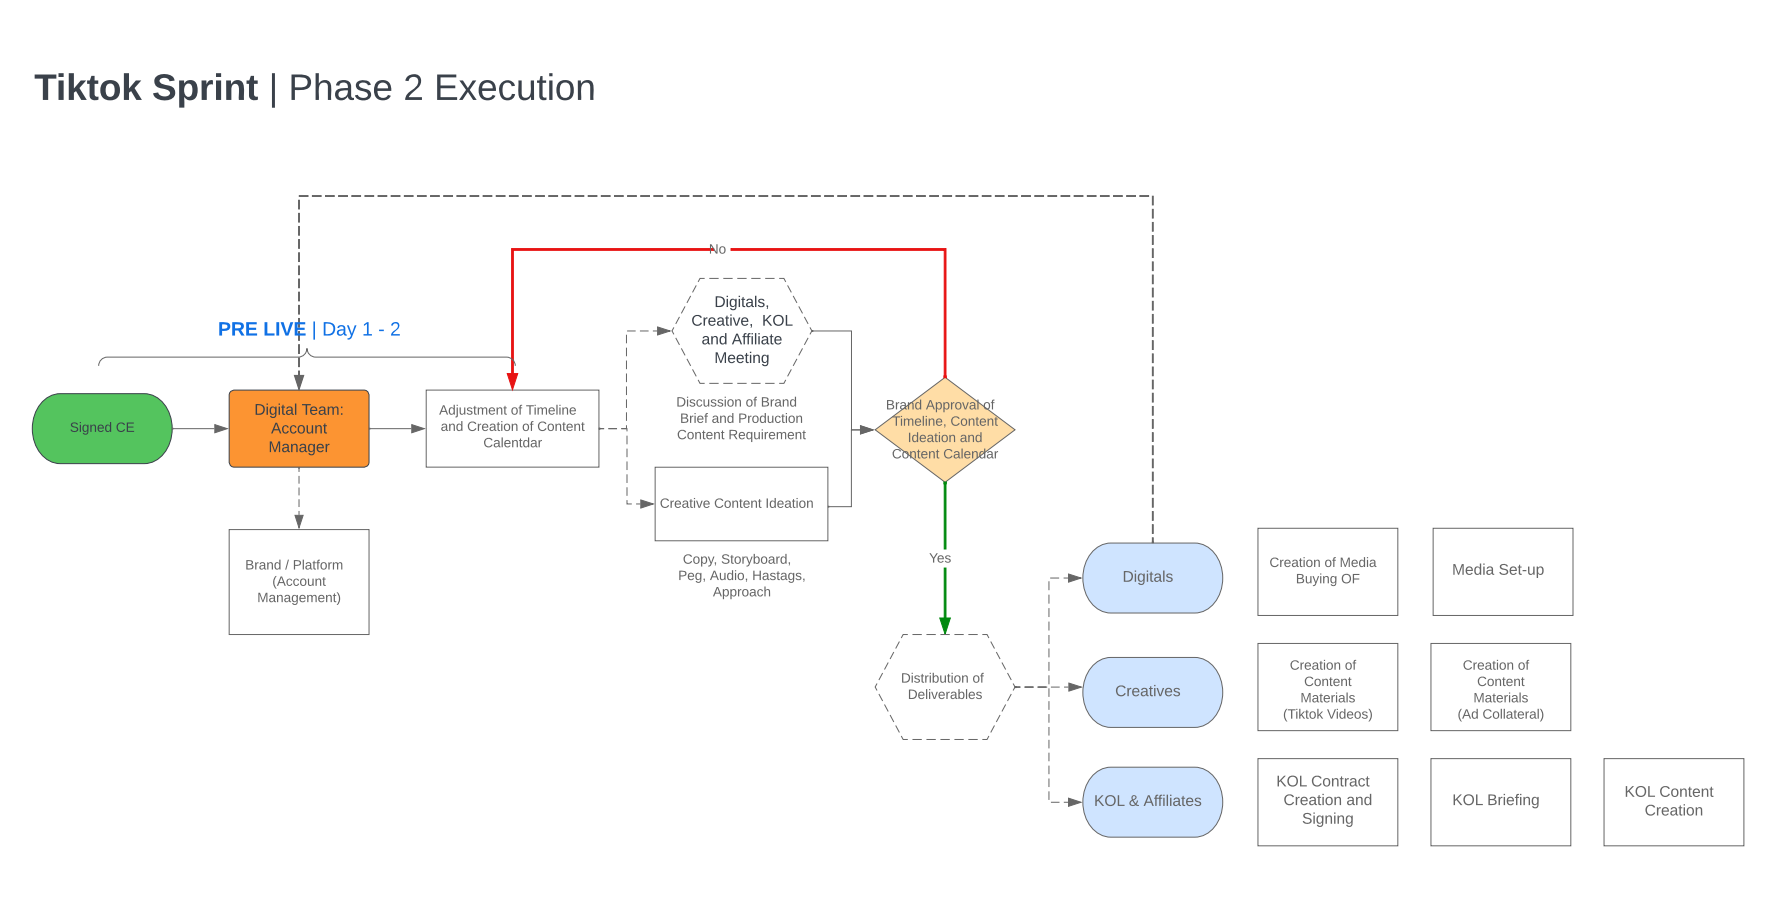 Tiktok Sprint | Phase 2 Execution
No
PRE LIVE | Day 1 - 2
Signed CE
Digital Team:
Account
Manager
Adjustment of Timeline
and Creation of Content
Calentdar
Digitals,
Creative, KOL
and Affiliate
Meeting
Discussion of Brand
Brief and Production
Content Requirement
Creative Content Ideation
Copy, Storyboard,
Peg, Audio, Hastags,
Approach
Brand Approval of
Timeline, Content
Ideation and
Content Calendar
Brand / Platform
(Account
Management)
Yes
Distribution of
Deliverables
Digitals
Creation of Media
Buying OF
Media Set-up
Creatives
Creation of
Content
Materials
(Tiktok Videos)
Creation of
Content
Materials
(Ad Collateral)
KOL & Affiliates
KOL Contract
Creation and
Signing
KOL Briefing
KOL Content
Creation